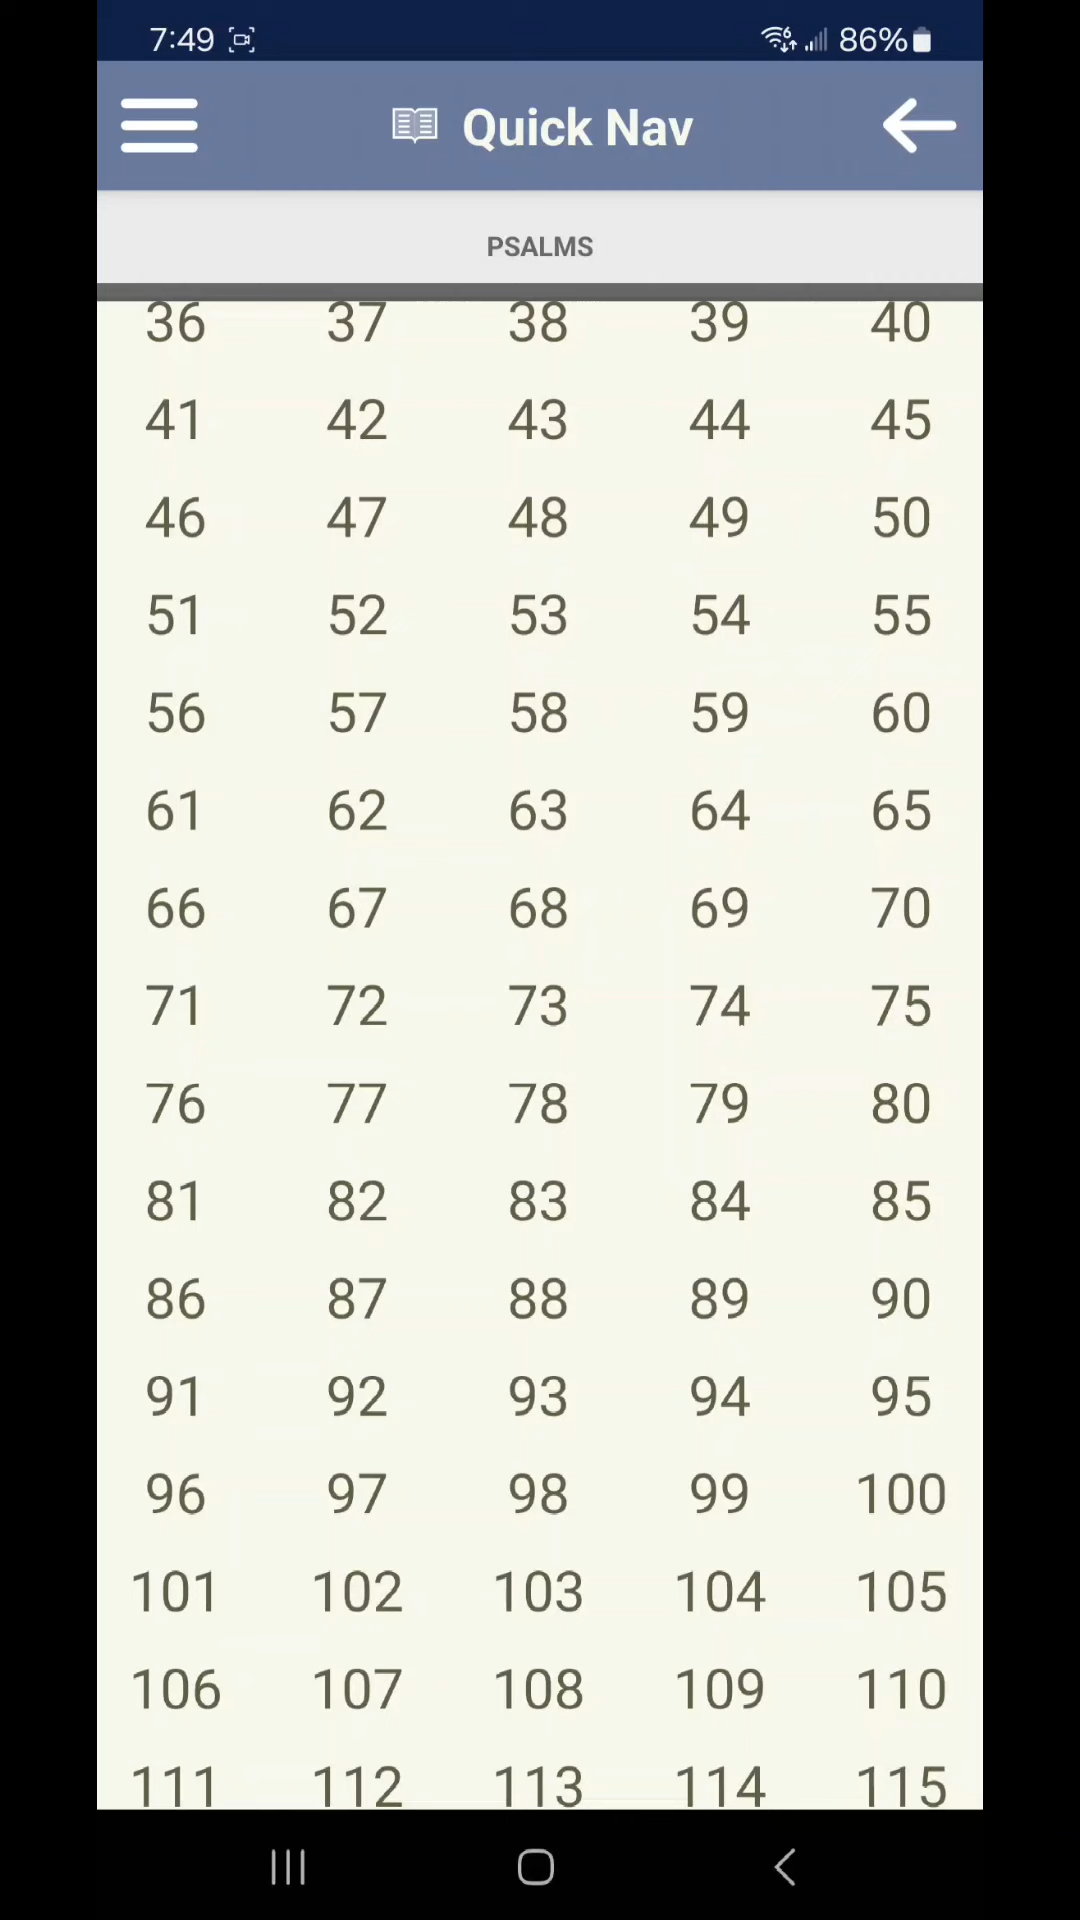 7:49 86%
Quick Nav
PSALMS
36 37 38 39 40
41 42 43 44 45
46 47 48 49 50
51 52 53 54 55
56 57 58 59 60
61 62 63 64 65
66 67 68 69 70
71 72 73 74 75
76 77 78 79 80
81 82 83 84 85
86 87 88 89 90
91 92 93 94 95
96 97 98 99 100
101 102 103 104 105
106 107 108 109 110
111 112 113 114 115